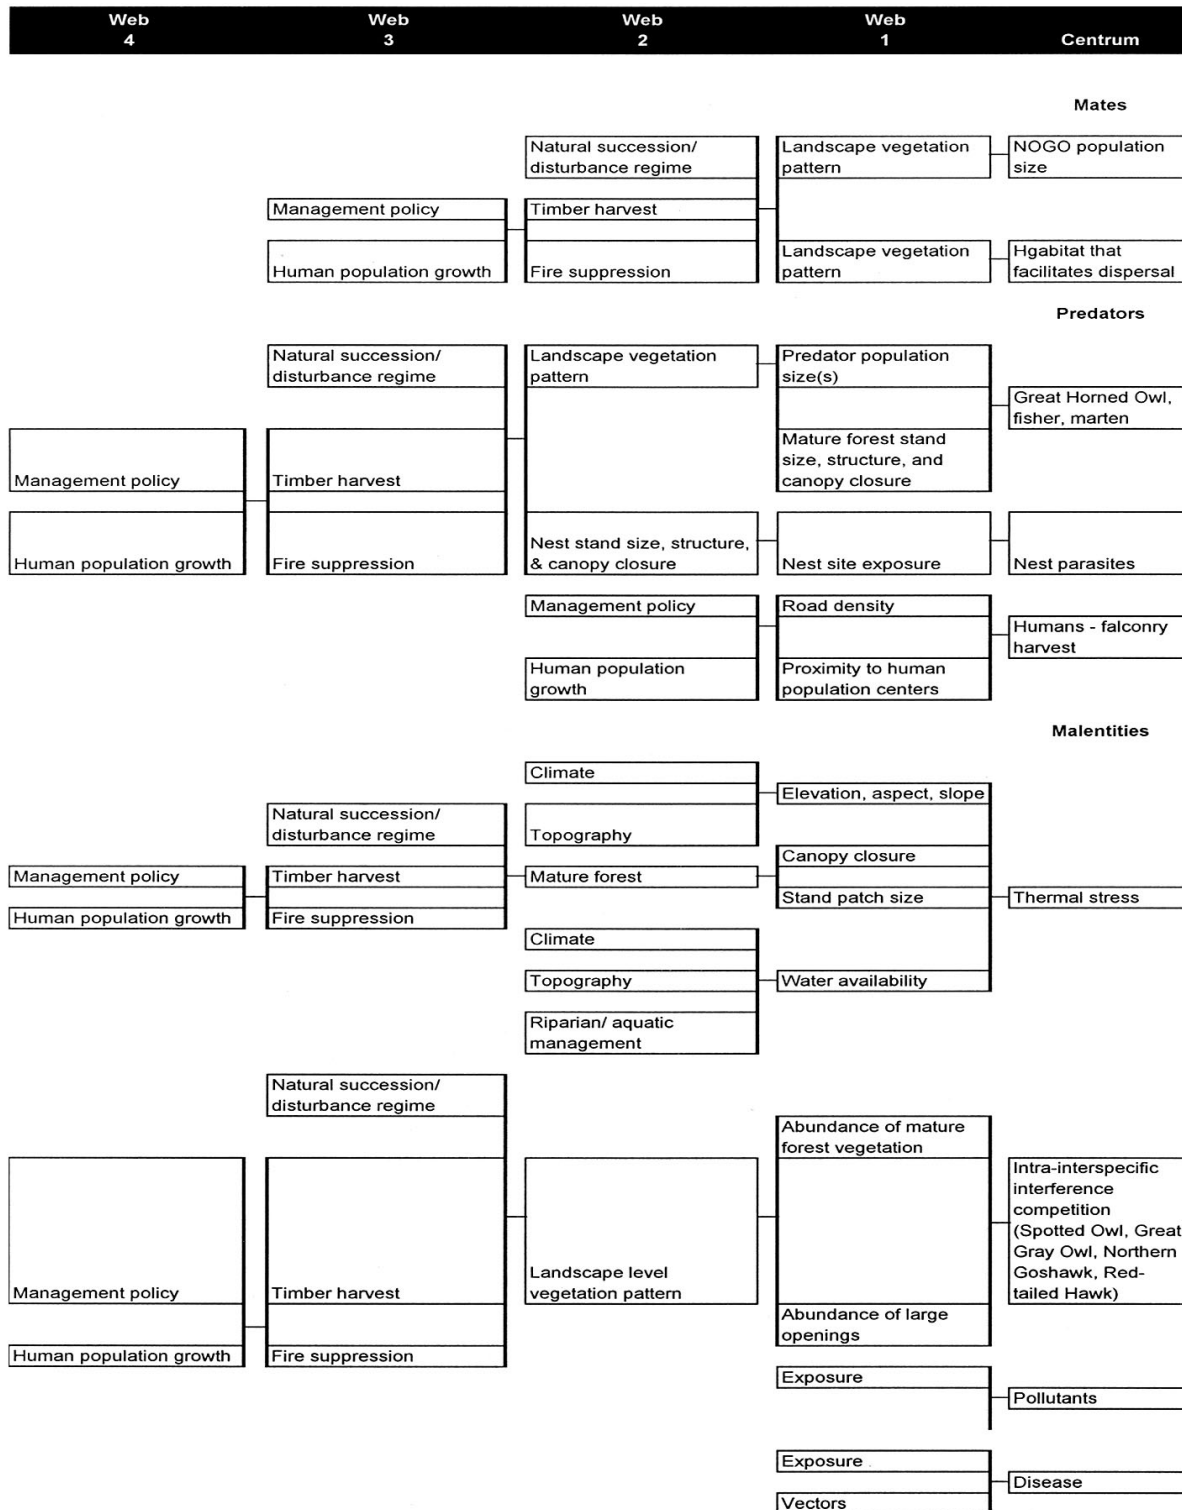 Web Web Web Web
4 3 2 1 Centrum
Mates
Natural succession/ Landscape vegetation NOGO population
disturbance regime pattern size
Management policy Timber harvest
Landscape vegetation Hgabitat that
Human population growth Fire suppression pattern facilitates dispersal
Predators
Natural succession/ Landscape vegetation Predator population
disturbance regime pattern size(s)
Great Horned Owl,
fisher, marten
Mature forest stand
size, structure, and
Management policy Timber harvest canopy closure
Nest stand size, structure,
Human population growth Fire suppression & canopy closure Nest site exposure Nest parasites
Management policy Road density
Humans - falconry
harvest
Human population Proximity to human
growth population centers
Malentities
Climate
Elevation, aspect, slope
Natural succession/
disturbance regime Topography
Canopy closure
Management policy Timber harvest Mature forest
Stand patch size Thermal stress
Human population growth Fire suppression
Climate
Topography Water availability
Riparian/ aquatic
management
Natural succession/
disturbance regime
Abundance of mature
forest vegetation
Intra-interspecific
interference
competition
(Spotted Owl, Great
Gray Owl, Northern
Landscape level Goshawk, Red-
Management policy Timber harvest vegetation pattern tailed Hawk)
Abundance of large
openings
Human population growth Fire suppression
Exposure
Pollutants
Exposure
Disease
Vectors